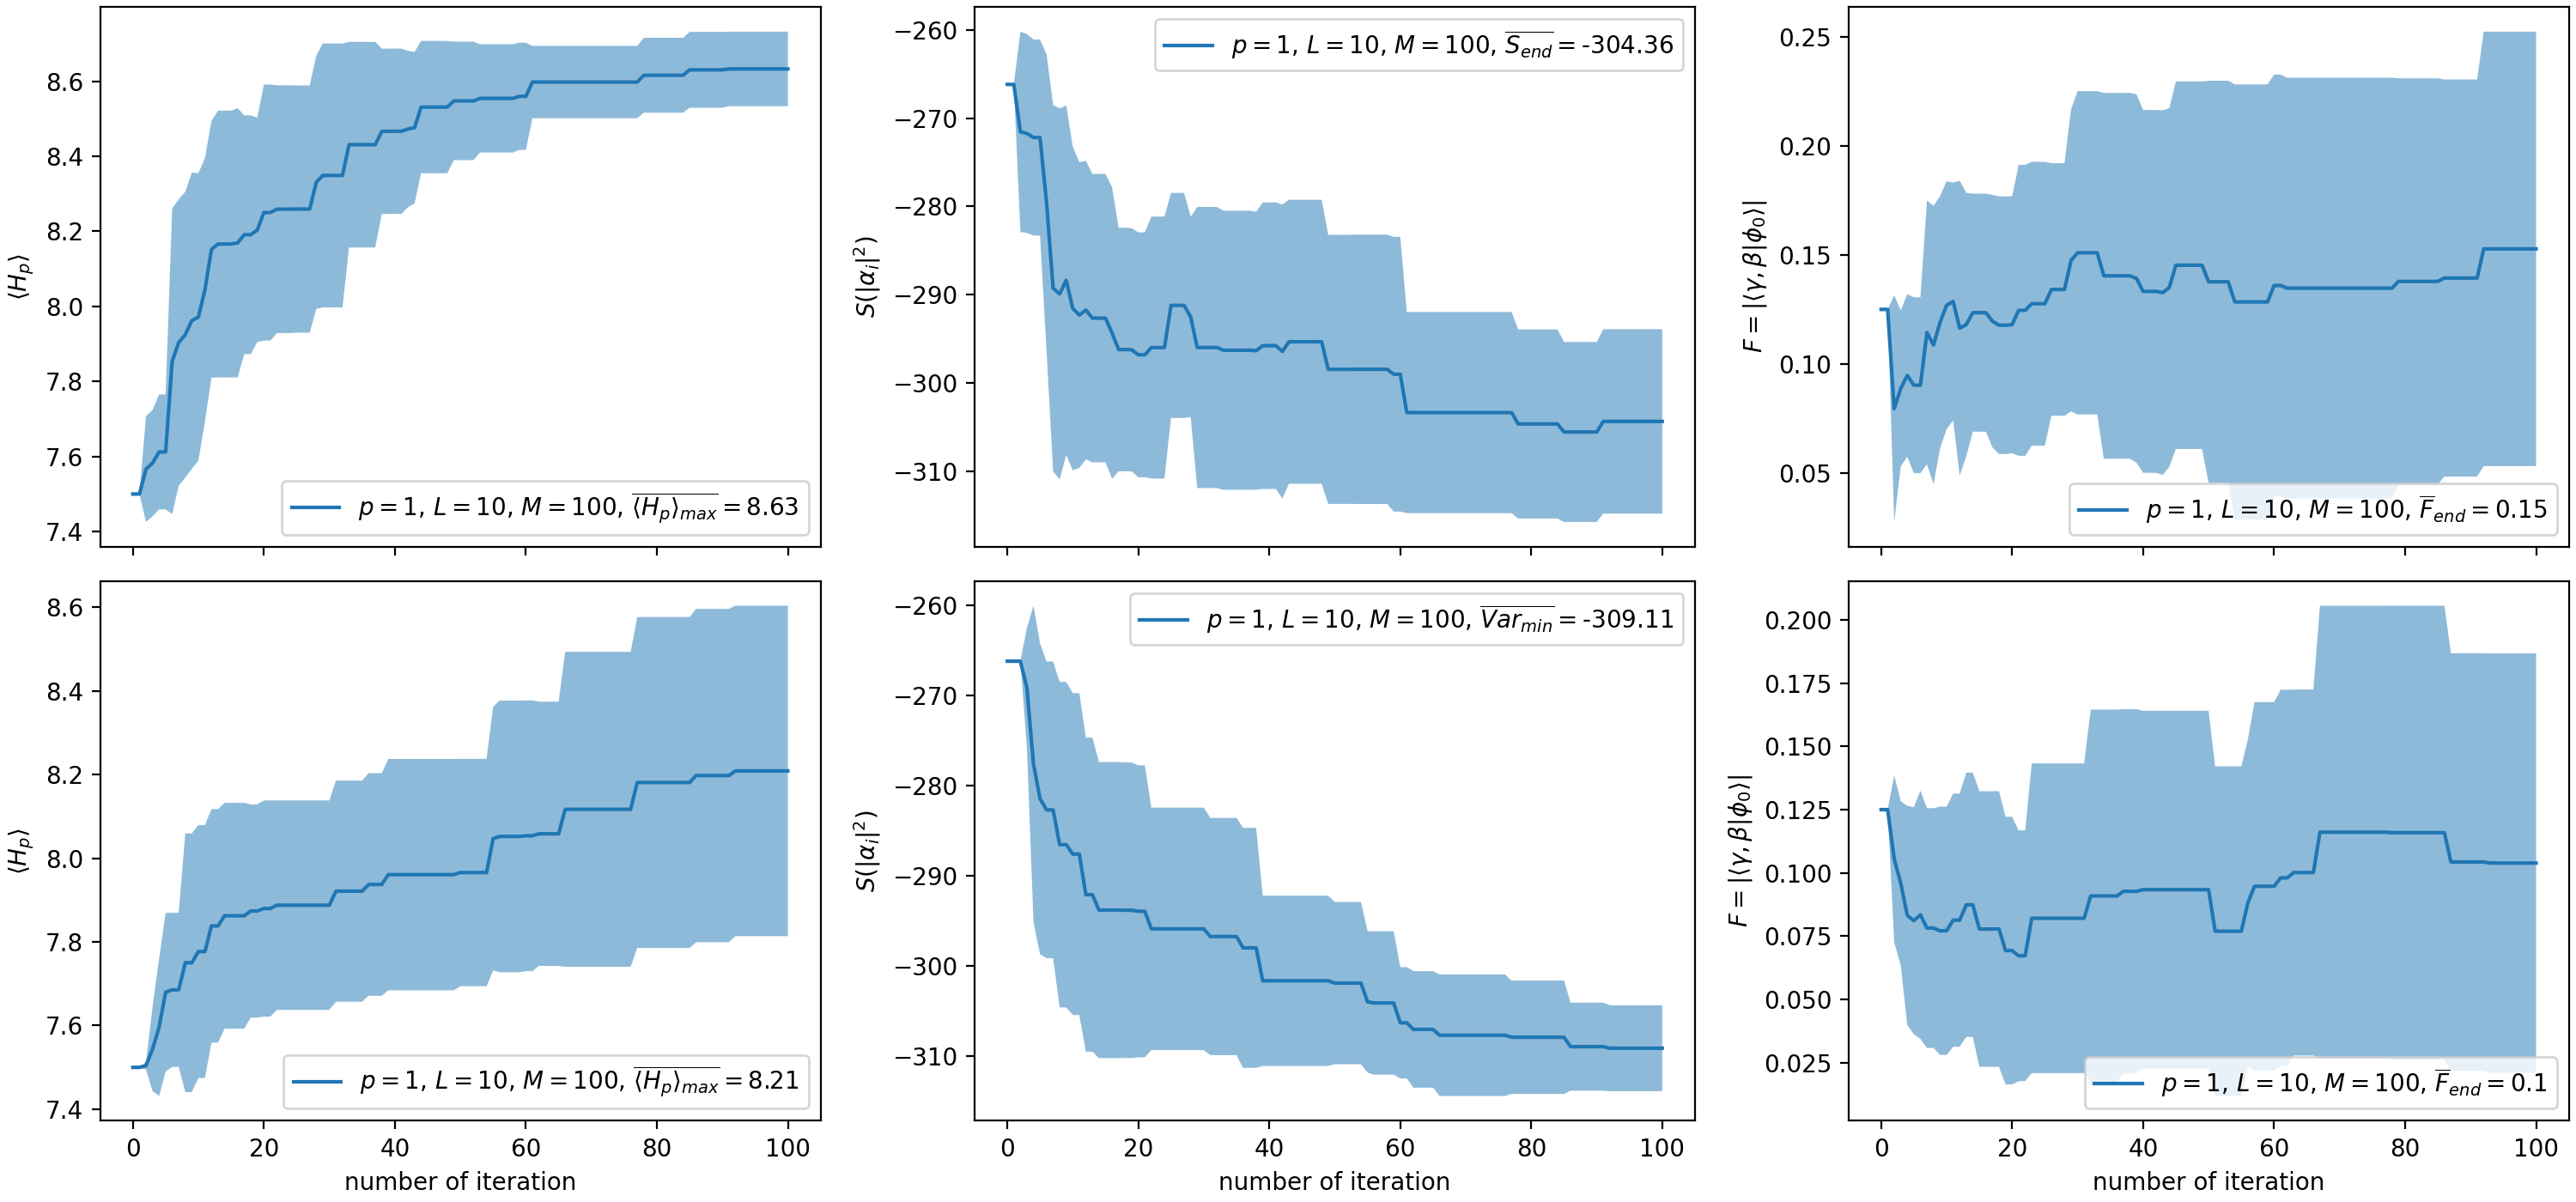 8.6
8.4
8.2
8.0
7.8
7.6
7.4
⟨H_p⟩
p = 1, L = 10, M = 100, \overline{⟨H_p⟩_{max}} = 8.63
−260
−270
−280
−290
−300
−310
S(|α_i|^2)
p = 1, L = 10, M = 100, \overline{S_{end}} = -304.36
0.25
0.20
0.15
0.10
0.05
F = |⟨γ, β|ϕ_0⟩|
p = 1, L = 10, M = 100, \overline{F}_{end} = 0.15
8.6
8.4
8.2
8.0
7.8
7.6
7.4
⟨H_p⟩
p = 1, L = 10, M = 100, \overline{⟨H_p⟩_{max}} = 8.21
0 20 40 60 80 100
number of iteration
−260
−270
−280
−290
−300
−310
S(|α_i|^2)
p = 1, L = 10, M = 100, \overline{Var_{min}} = -309.11
0 20 40 60 80 100
number of iteration
0.200
0.175
0.150
0.125
0.100
0.075
0.050
0.025
F = |⟨γ, β|ϕ_0⟩|
p = 1, L = 10, M = 100, \overline{F}_{end} = 0.1
0 20 40 60 80 100
number of iteration